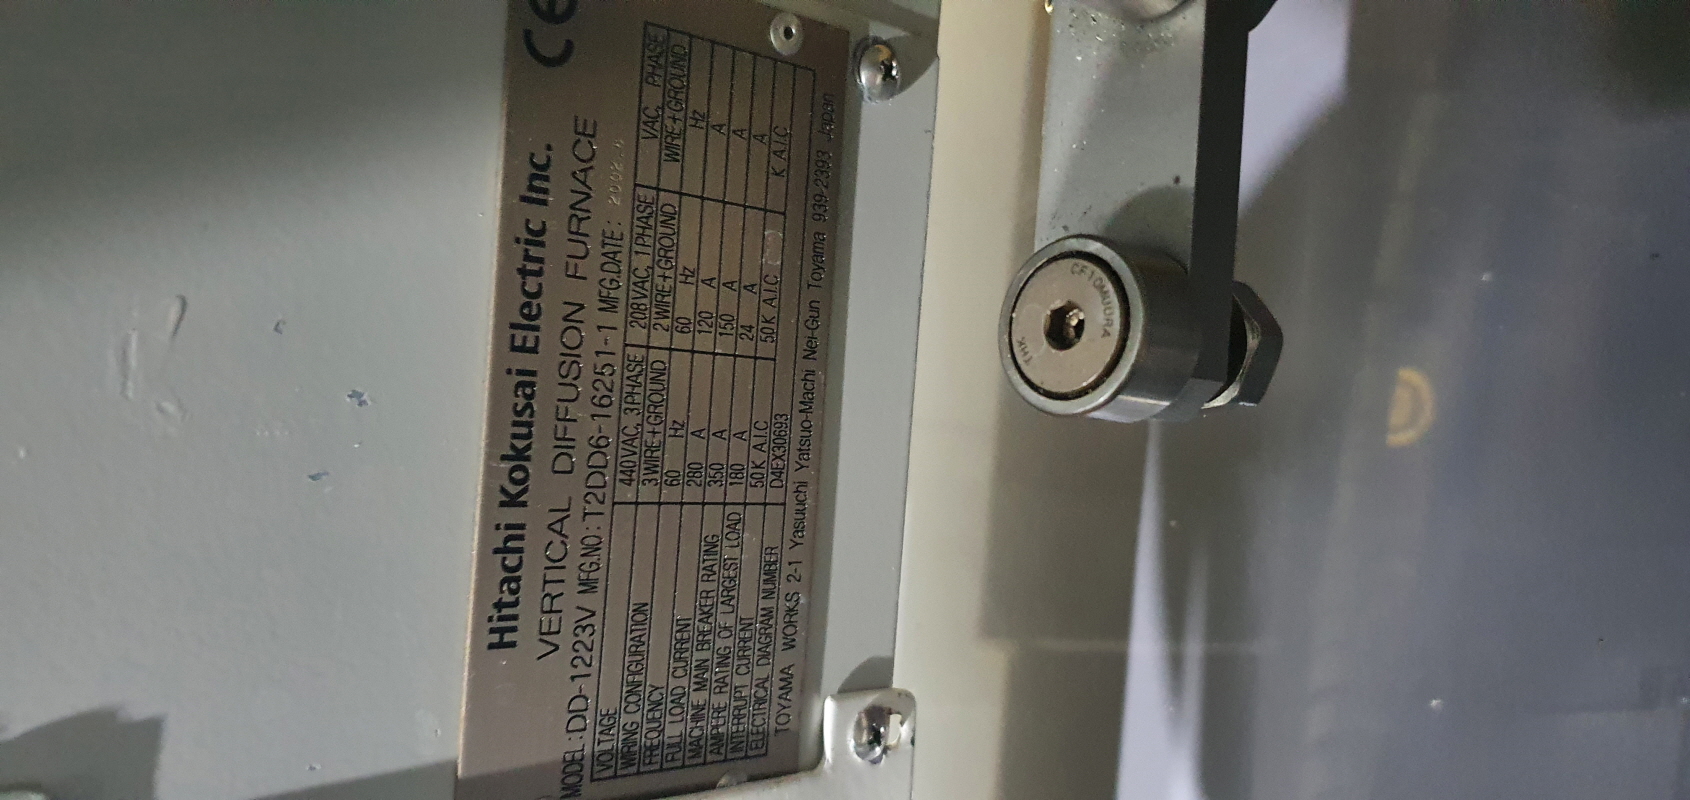 Hitachi Kokusai Electric Inc. CE
VERTICAL DIFFUSION FURNACE
MODEL: DD-1223V MFG.NO: T2DD6-16251-1 MFG.DATE:
VOLTAGE 440VAC, 3PHASE 208VAC, 1PHASE VAC, PHASE
WIRING CONFIGURATION 3WIRE+GROUND 2WIRE+GROUND WIRE+GROUND
FREQUENCY 60 Hz 60 Hz Hz
FULL LOAD CURRENT 280 A 120 A A
MACHINE MAIN BREAKER RATING 350 A 150 A A
AMPERE RATING OF LARGEST LOAD 180 A 24 A A
INTERRUPT CURRENT 50K A.I.C 50K A.I.C K A.I.C
ELECTRICAL DIAGRAM NUMBER D4EX30693
TOYAMA WORKS 2-1 Yasuuchi Yatsuo-Machi Nei-Gun Toyama 939-2393 Japan
THK
CF10MUURA